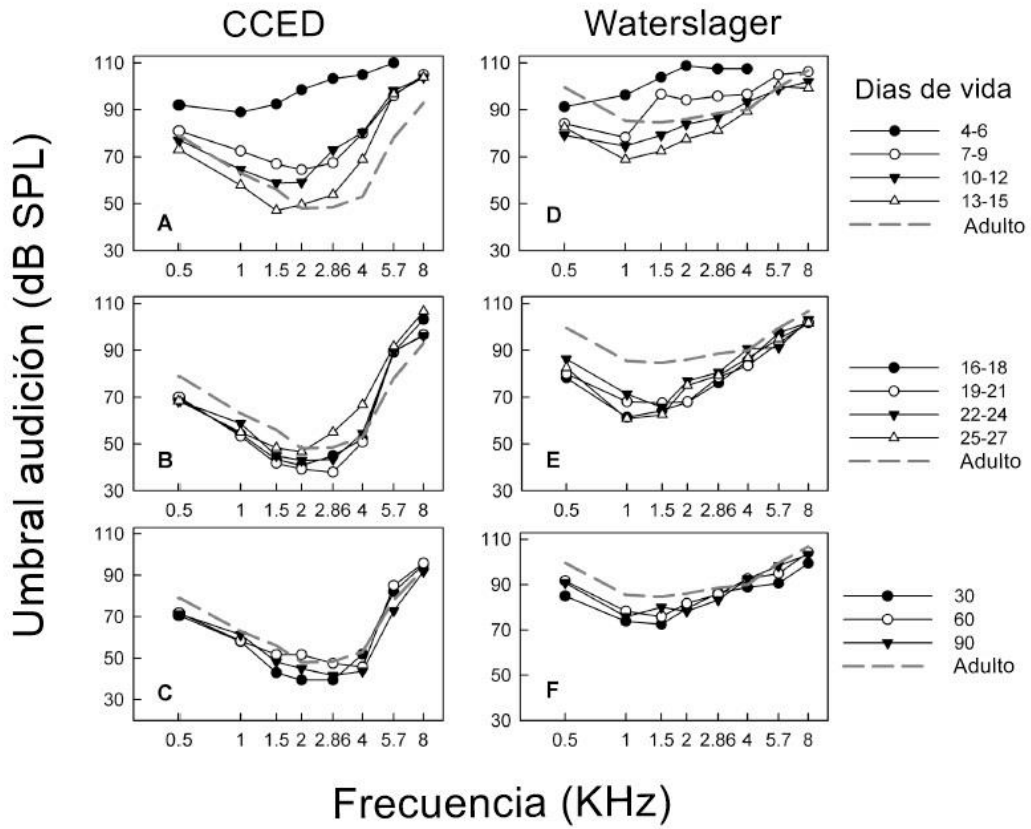 CCED
Waterslager
Umbral audición (dB SPL)
110
90
70
50
30
A
0.5 1 1.5 2 2.86 4 5.7 8
110
90
70
50
30
D
0.5 1 1.5 2 2.86 4 5.7 8
Dias de vida
4-6
7-9
10-12
13-15
Adulto
110
90
70
50
30
B
0.5 1 1.5 2 2.86 4 5.7 8
110
90
70
50
30
E
0.5 1 1.5 2 2.86 4 5.7 8
16-18
19-21
22-24
25-27
Adulto
110
90
70
50
30
C
0.5 1 1.5 2 2.86 4 5.7 8
110
90
75
50
30
F
0.5 1 1.5 2 2.86 4 5.7 8
30
60
90
Adulto
Frecuencia (KHz)